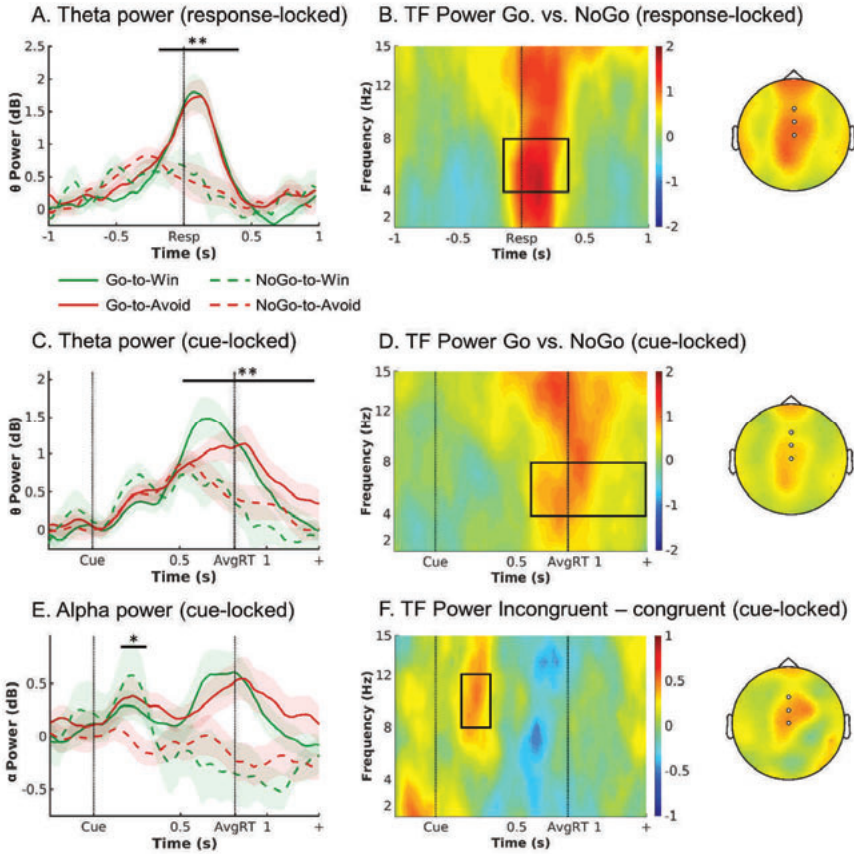 A. Theta power (response-locked)
**
2.5
2
1.5
1
0.5
0
θ Power (dB)
-1 -0.5 Resp 0.5 1
Time (s)
B. TF Power Go. vs. NoGo (response-locked)
15
12
8
4
2
Frequency (Hz)
-1 -0.5 Resp 0.5 1
Time (s)
2
1
0
-1
-2
Go-to-Win NoGo-to-Win
Go-to-Avoid NoGo-to-Avoid
C. Theta power (cue-locked)
**
2
1.5
1
0.5
0
θ Power (dB)
Cue 0.5 AvgRT 1 +
Time (s)
D. TF Power Go vs. NoGo (cue-locked)
15
12
8
4
2
Frequency (Hz)
Cue 0.5 AvgRT 1 +
Time (s)
2
1
0
-1
-2
E. Alpha power (cue-locked)
*
0.5
0
-0.5
α Power (dB)
Cue 0.5 AvgRT 1 +
Time (s)
F. TF Power Incongruent – congruent (cue-locked)
15
12
8
4
2
Frequency (Hz)
Cue 0.5 AvgRT 1 +
Time (s)
1
0.5
0
-0.5
-1